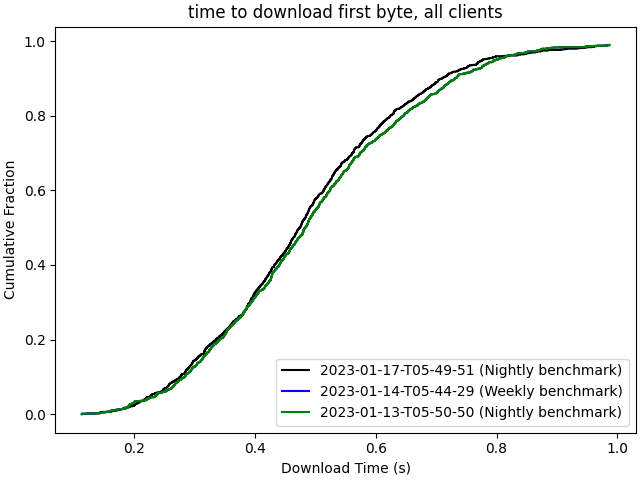 time to download first byte, all clients
Cumulative Fraction
1.0
0.8
0.6
0.4
0.2
0.0
0.2
0.4
0.6
0.8
1.0
Download Time (s)
2023-01-17-T05-49-51 (Nightly benchmark)
2023-01-14-T05-44-29 (Weekly benchmark)
2023-01-13-T05-50-50 (Nightly benchmark)